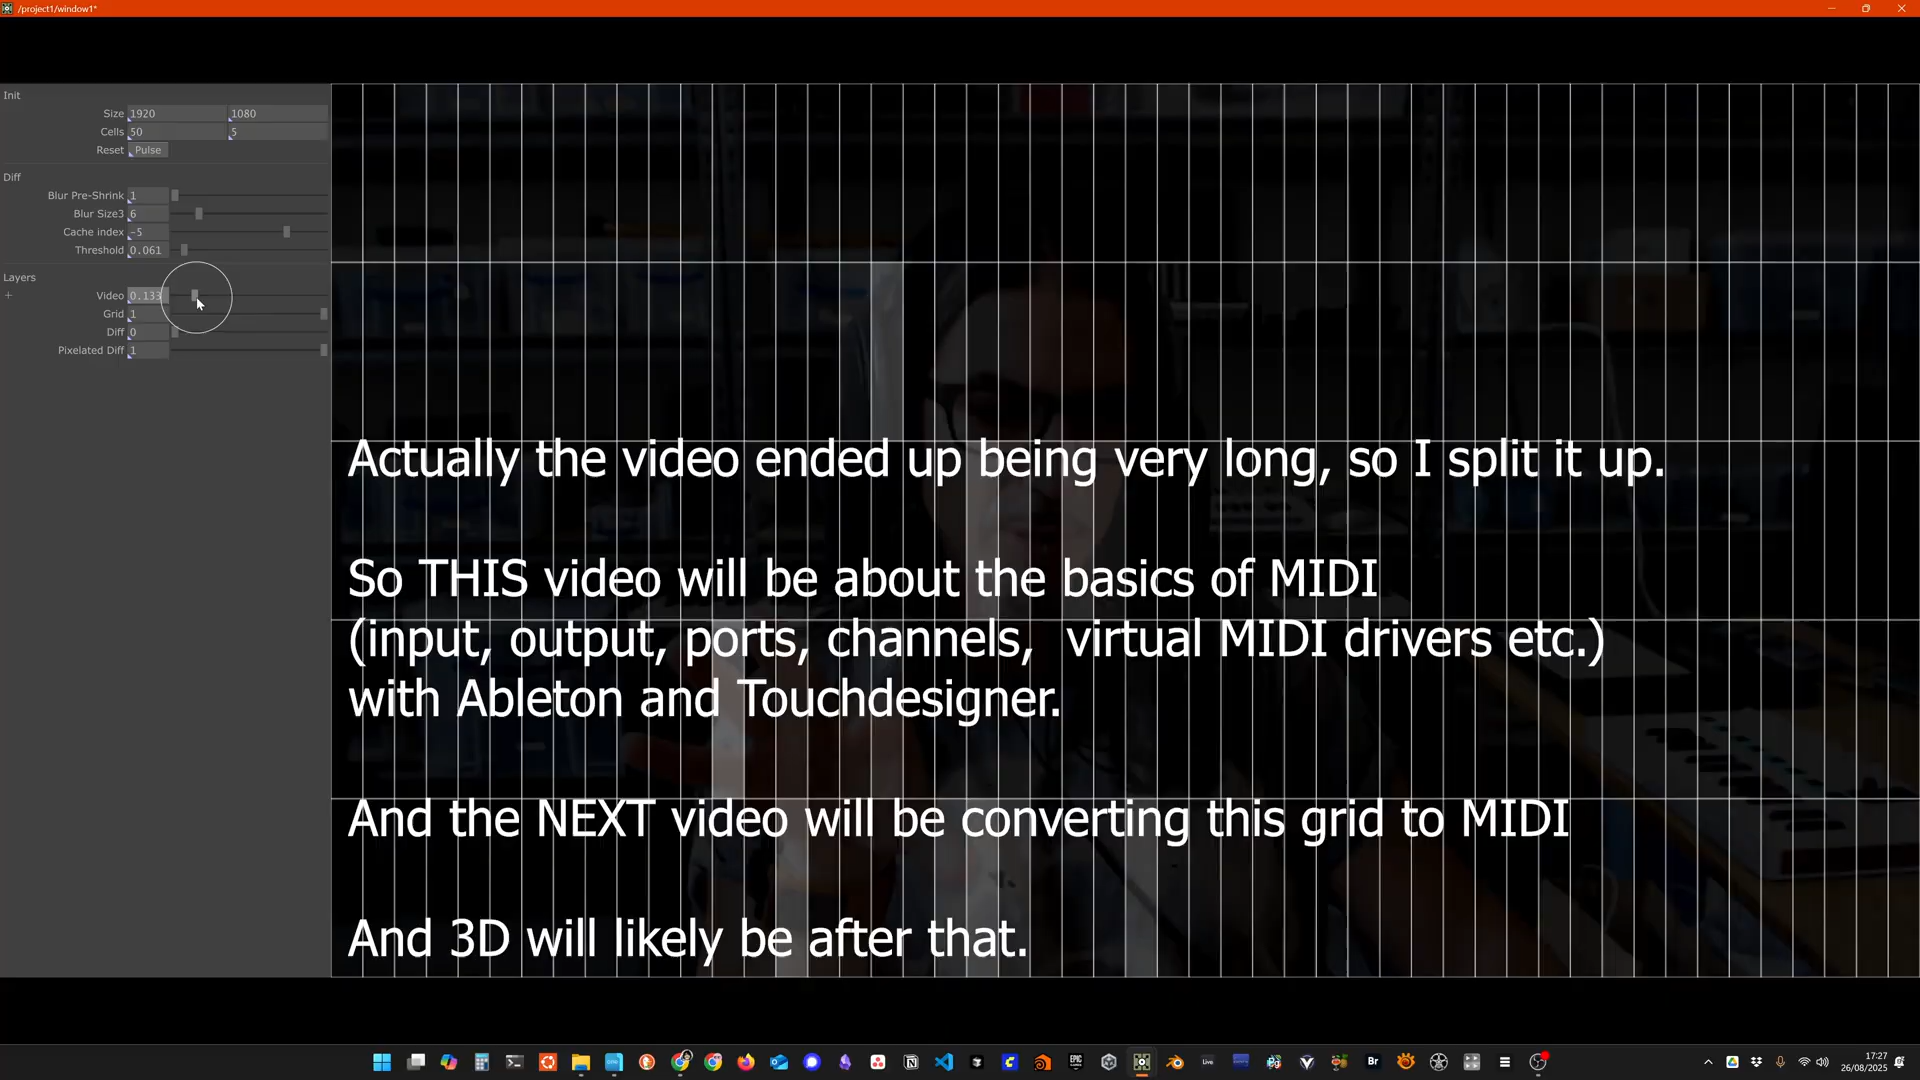 /project1/window1*
Init
Size 1920 1080
Cells 50 5
Reset Pulse
Diff
Blur Pre-Shrink 1
Blur Size3 6
Cache index -5
Threshold 0.061
Layers
+ Video 0.133
Grid 1
Diff 0
Pixelated Diff 1
Actually the video ended up being very long, so I split it up.
So THIS video will be about the basics of MIDI
(input, output, ports, channels, virtual MIDI drivers etc.)
with Ableton and Touchdesigner.
And the NEXT video will be converting this grid to MIDI
And 3D will likely be after that.
Live
Br
17:27
26/08/2025